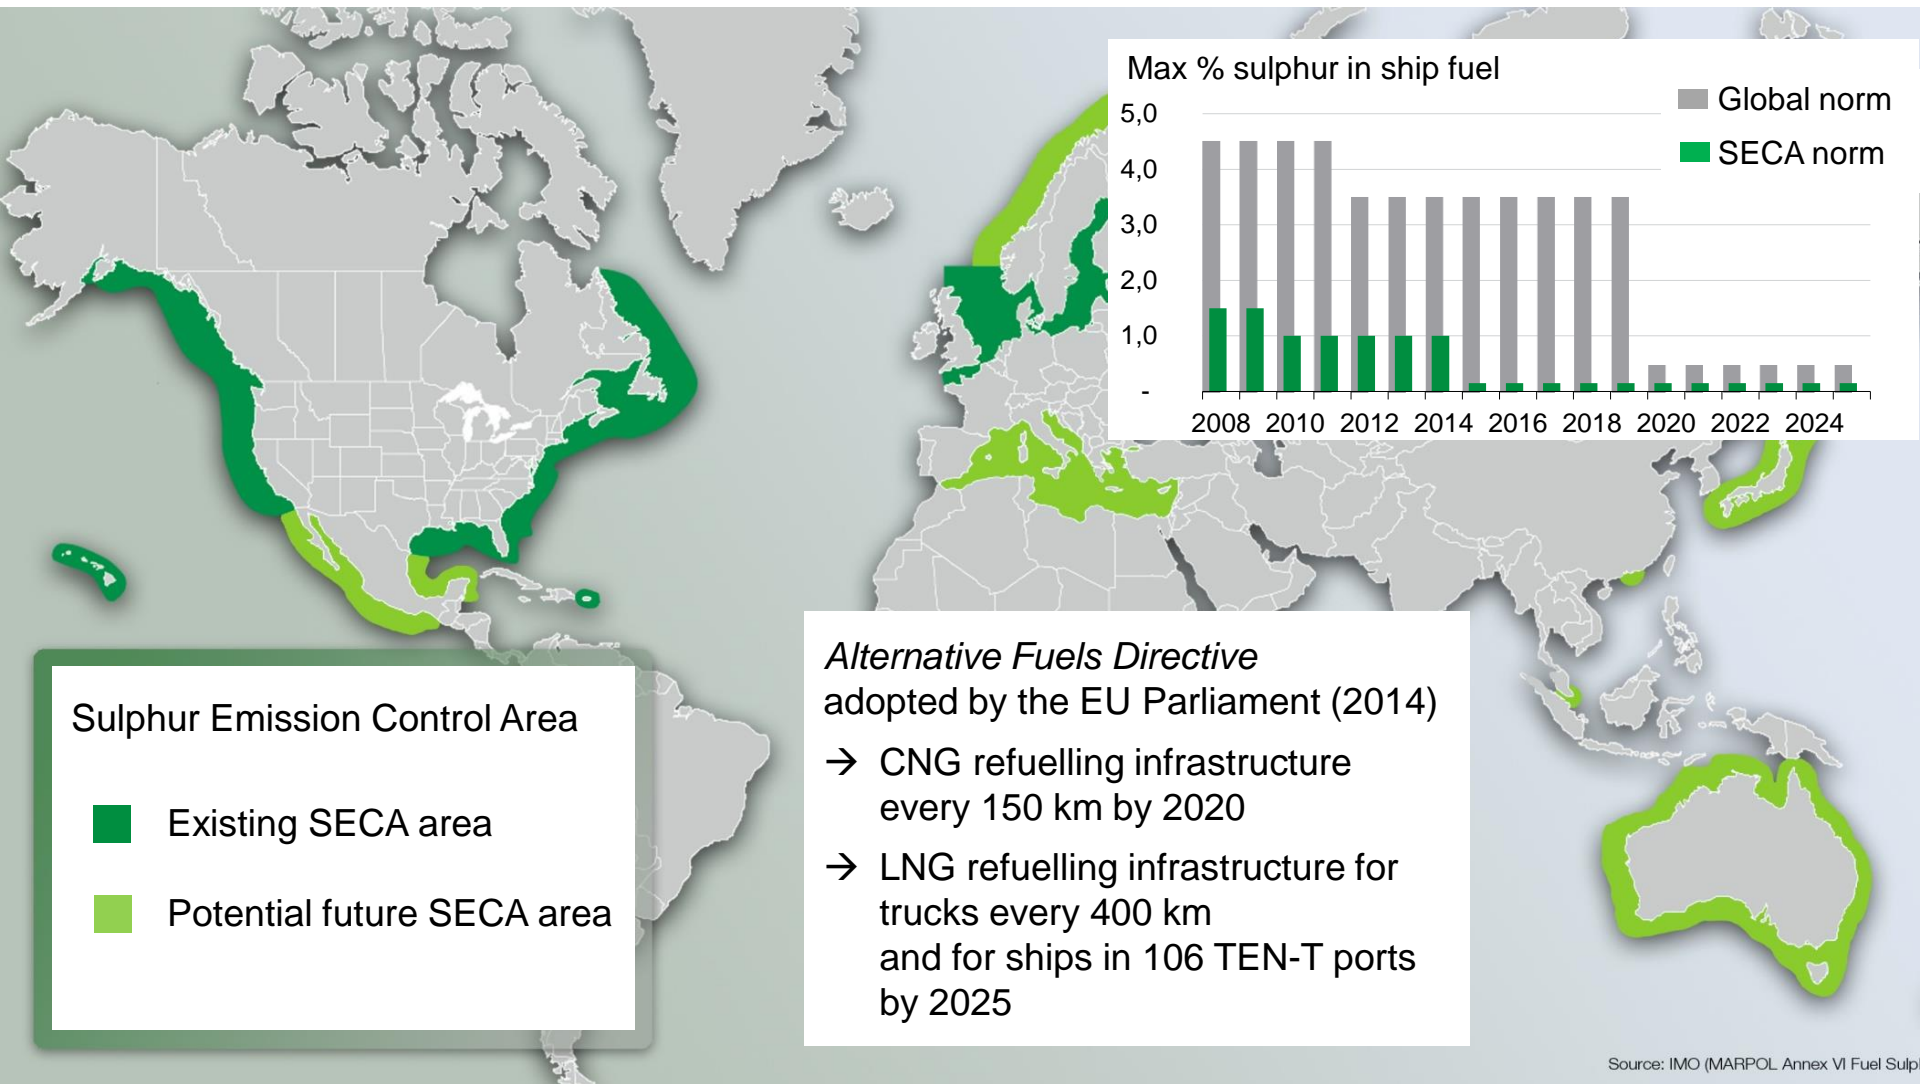 Max % sulphur in ship fuel
Global norm
SECA norm
5,0
4,0
3,0
2,0
1,0
-
2008 2010 2012 2014 2016 2018 2020 2022 2024
Sulphur Emission Control Area
Existing SECA area
Potential future SECA area
Alternative Fuels Directive
adopted by the EU Parliament (2014)
→ CNG refuelling infrastructure
every 150 km by 2020
→ LNG refuelling infrastructure for
trucks every 400 km
and for ships in 106 TEN-T ports
by 2025
Source: IMO (MARPOL Annex VI Fuel Sulp